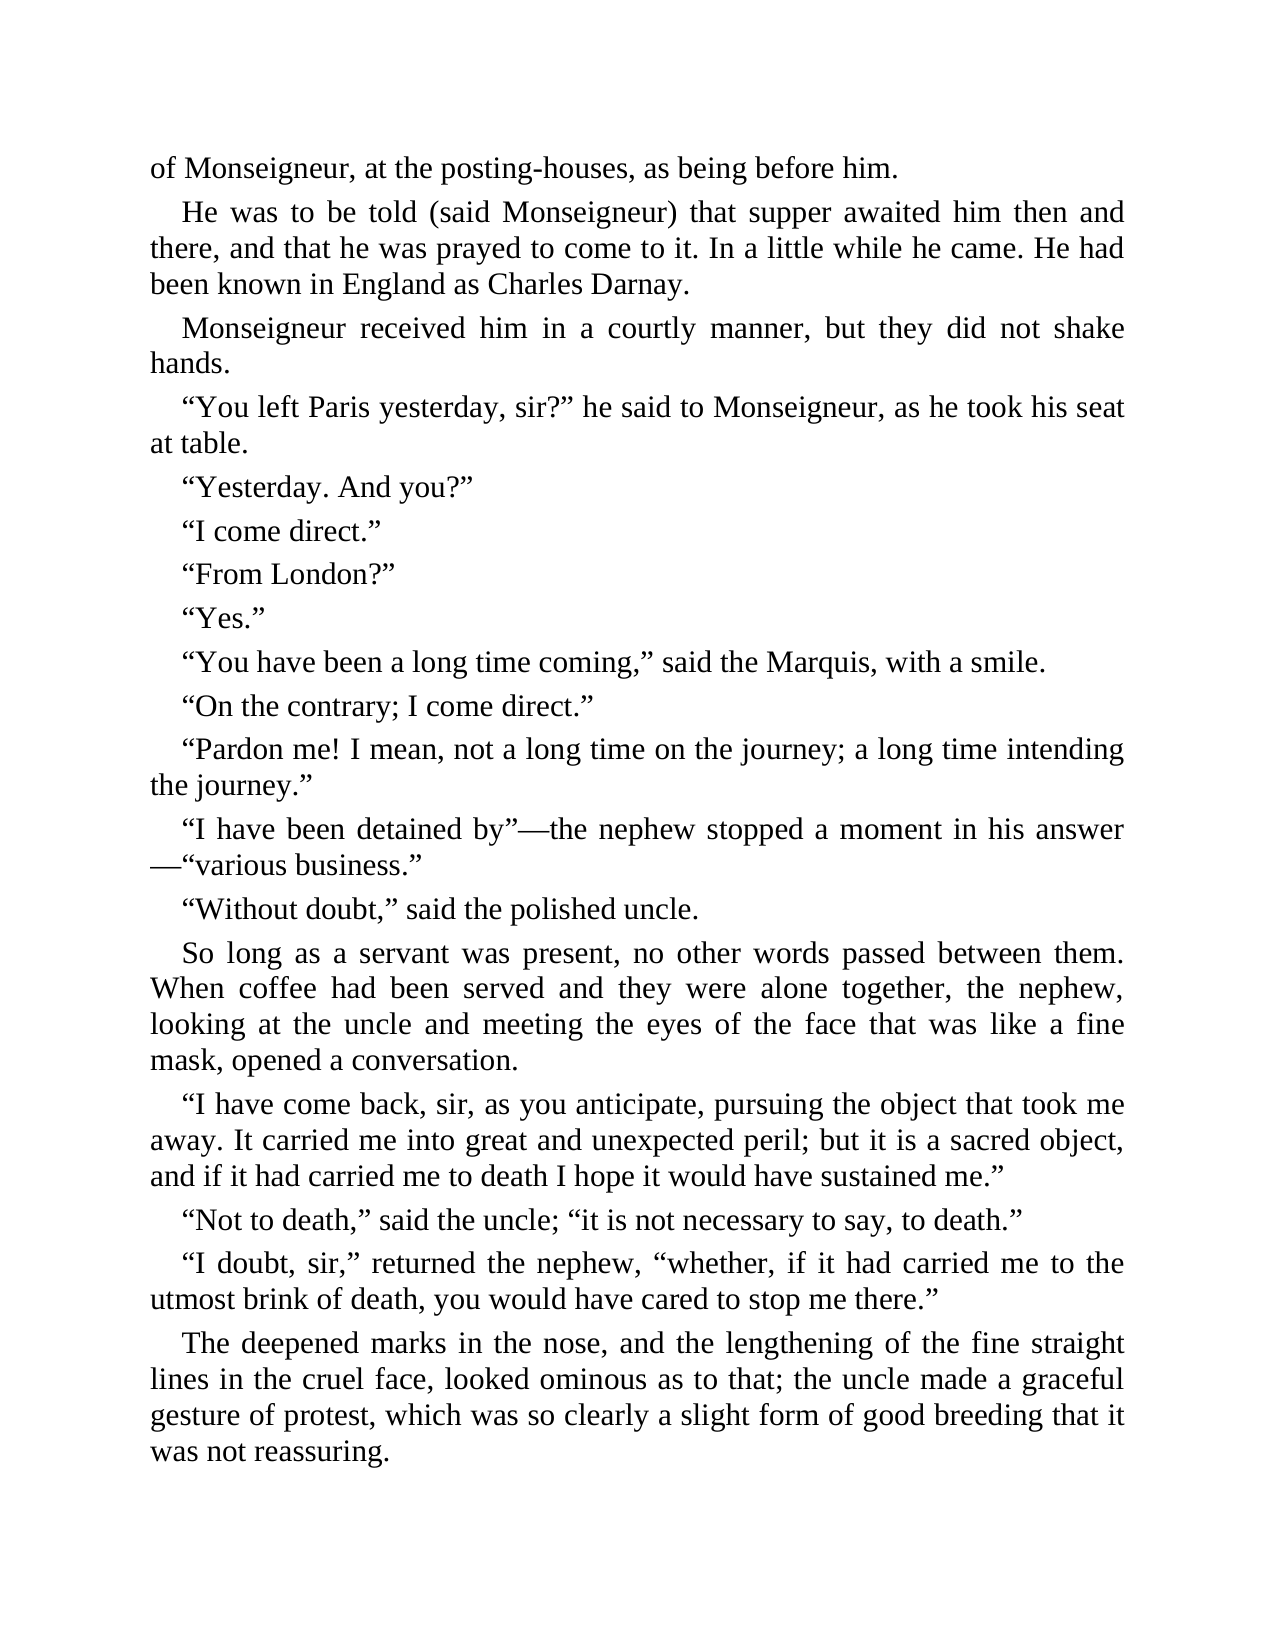 of Monseigneur, at the posting-houses, as being before him.
He was to be told (said Monseigneur) that supper awaited him then and
there, and that he was prayed to come to it. In a little while he came. He had
been known in England as Charles Darnay.
Monseigneur received him in a courtly manner, but they did not shake
hands.
“You left Paris yesterday, sir?” he said to Monseigneur, as he took his seat
at table.
“Yesterday. And you?”
“I come direct.”
“From London?”
“Yes.”
“You have been a long time coming,” said the Marquis, with a smile.
“On the contrary; I come direct.”
“Pardon me! I mean, not a long time on the journey; a long time intending
the journey.”
“I have been detained by”—the nephew stopped a moment in his answer
—“various business.”
“Without doubt,” said the polished uncle.
So long as a servant was present, no other words passed between them.
When coffee had been served and they were alone together, the nephew,
looking at the uncle and meeting the eyes of the face that was like a fine
mask, opened a conversation.
“I have come back, sir, as you anticipate, pursuing the object that took me
away. It carried me into great and unexpected peril; but it is a sacred object,
and if it had carried me to death I hope it would have sustained me.”
“Not to death,” said the uncle; “it is not necessary to say, to death.”
“I doubt, sir,” returned the nephew, “whether, if it had carried me to the
utmost brink of death, you would have cared to stop me there.”
The deepened marks in the nose, and the lengthening of the fine straight
lines in the cruel face, looked ominous as to that; the uncle made a graceful
gesture of protest, which was so clearly a slight form of good breeding that it
was not reassuring.